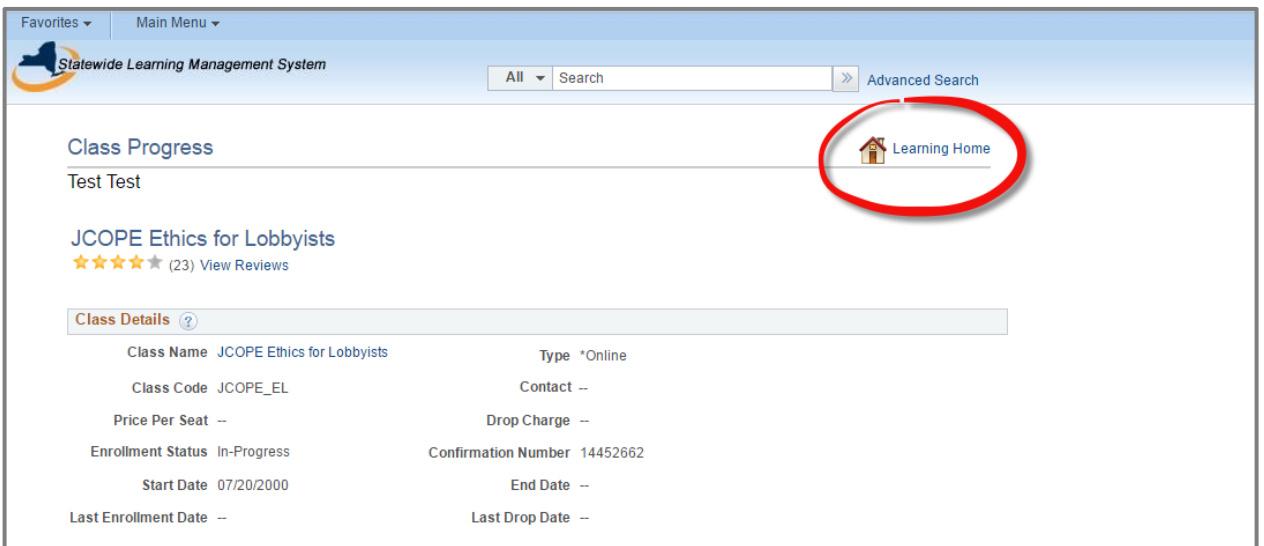 Favorites Main Menu
Statewide Learning Management System
All Search Advanced Search
Class Progress Learning Home
Test Test
JCOPE Ethics for Lobbyists
(23) View Reviews
Class Details ?
Class Name JCOPE Ethics for Lobbyists Type *Online
Class Code JCOPE_EL Contact --
Price Per Seat -- Drop Charge --
Enrollment Status In-Progress Confirmation Number 14452662
Start Date 07/20/2000 End Date --
Last Enrollment Date -- Last Drop Date --